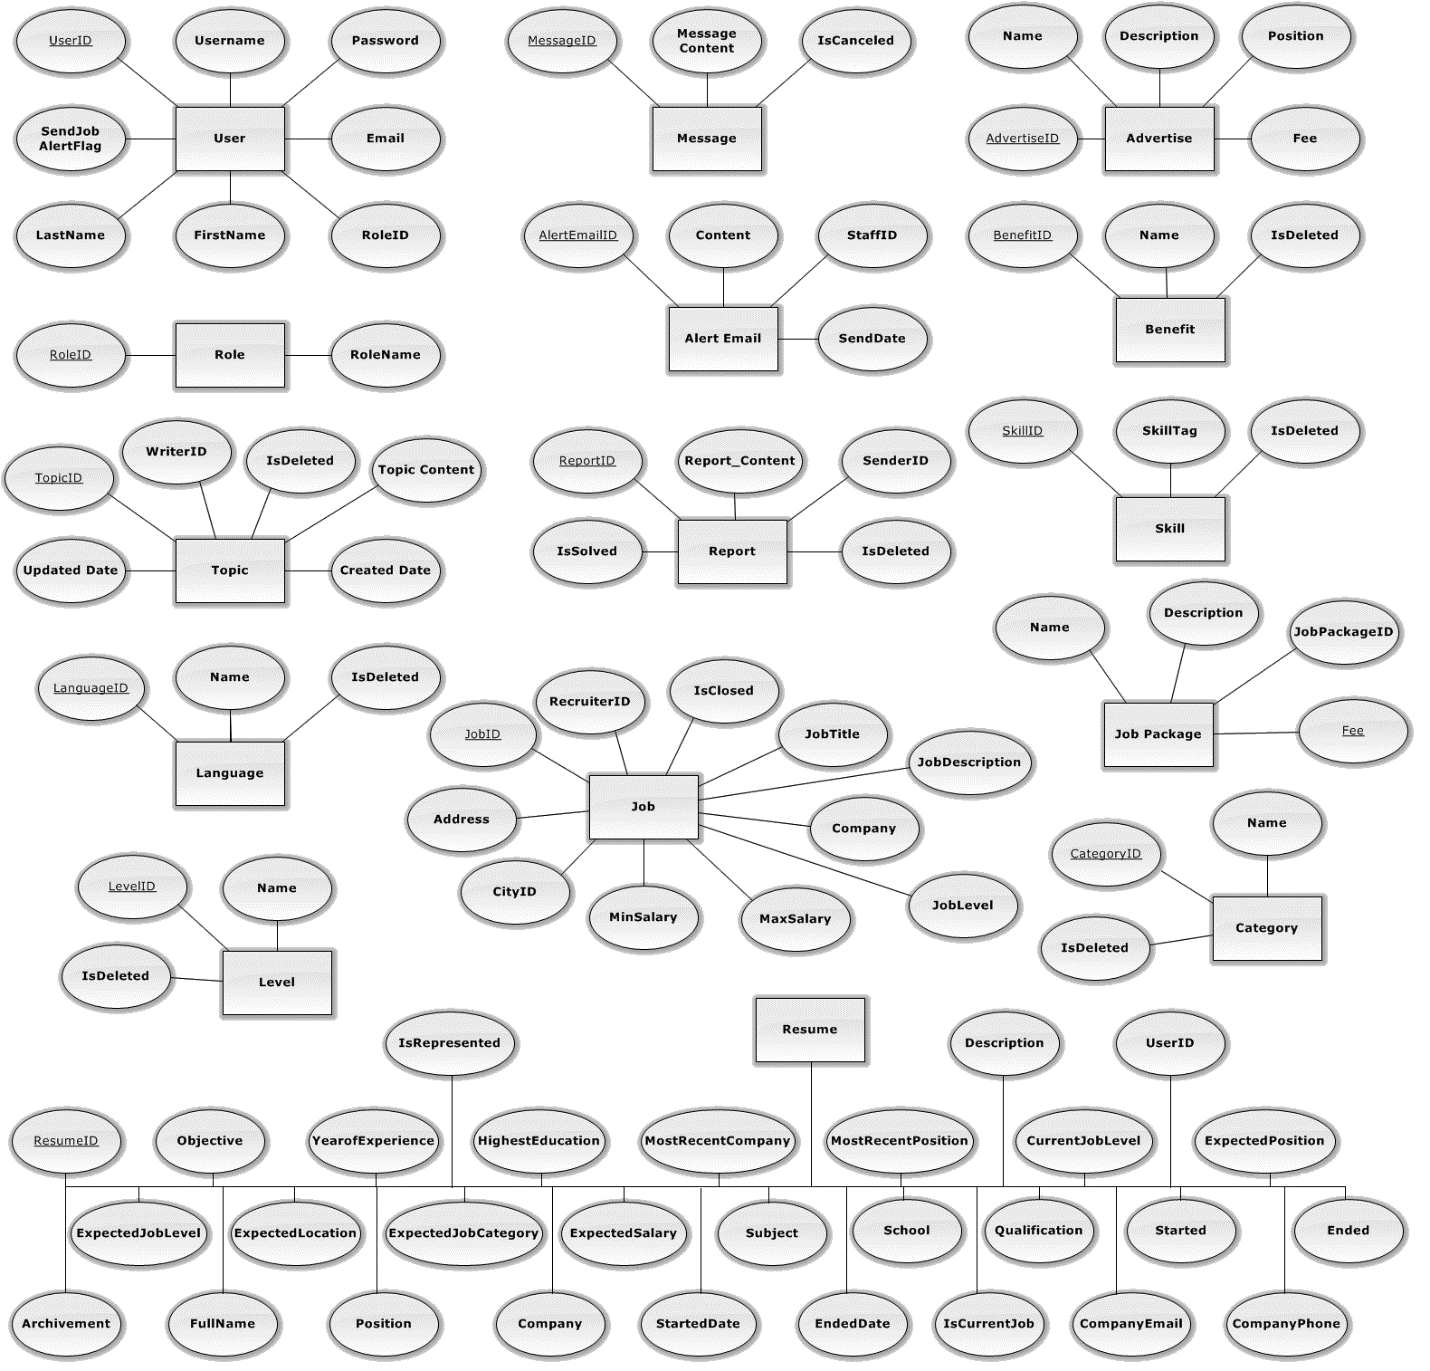 UserID
Username
Password
SendJob
AlertFlag
User
Email
LastName
FirstName
RoleID
MessageID
Message
Content
IsCanceled
Message
Name
Description
Position
AdvertiseID
Advertise
Fee
AlertEmailID
Content
StaffID
Alert Email
SendDate
BenefitID
Name
IsDeleted
Benefit
RoleID
Role
RoleName
TopicID
WriterID
IsDeleted
Topic Content
Updated Date
Topic
Created Date
ReportID
Report_Content
SenderID
IsSolved
Report
IsDeleted
SkillID
SkillTag
IsDeleted
Skill
Name
Description
JobPackageID
Job Package
Fee
LanguageID
Name
IsDeleted
Language
JobID
RecruiterID
IsClosed
JobTitle
JobDescription
Address
Job
Company
CityID
MinSalary
MaxSalary
JobLevel
CategoryID
Name
IsDeleted
Category
LevelID
Name
IsDeleted
Level
IsRepresented
Resume
Description
UserID
ResumeID
Objective
YearofExperience
HighestEducation
MostRecentCompany
MostRecentPosition
CurrentJobLevel
ExpectedPosition
ExpectedJobLevel
ExpectedLocation
ExpectedJobCategory
ExpectedSalary
Subject
School
Qualification
Started
Ended
Archivement
FullName
Position
Company
StartedDate
EndedDate
IsCurrentJob
CompanyEmail
CompanyPhone